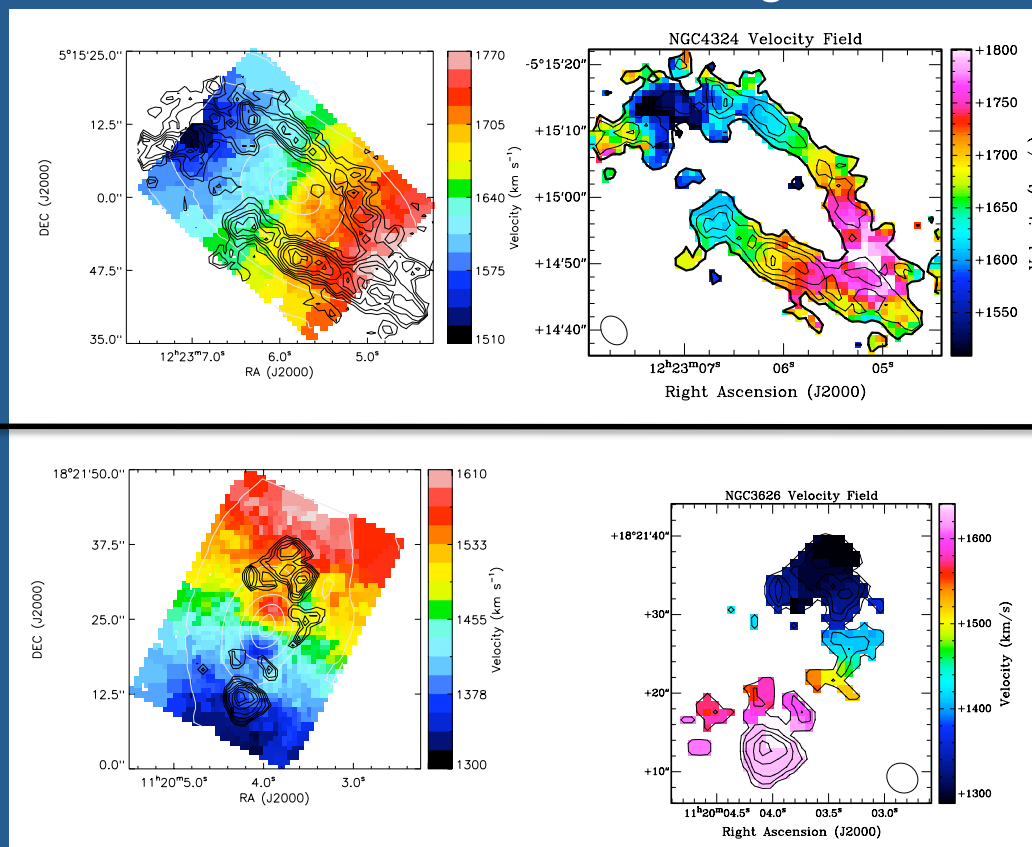 5°15'25.0"
12.5"
0.0"
47.5"
35.0"
DEC (J2000)
12ʰ23ᵐ7.0ˢ 6.0ˢ 5.0ˢ
RA (J2000)
1770
1705
1640
1575
1510
Velocity (km s⁻¹)
NGC4324 Velocity Field
-5°15'20"
+15'10"
+15'00"
+14'50"
+14'40"
12ʰ23ᵐ07ˢ 06ˢ 05ˢ
Right Ascension (J2000)
+1800
+1750
+1700
+1650
+1600
+1550
18°21'50.0"
37.5"
25.0"
12.5"
0.0"
DEC (J2000)
11ʰ20ᵐ5.0ˢ 4.0ˢ 3.0ˢ
RA (J2000)
1610
1533
1455
1378
1300
Velocity (km s⁻¹)
NGC3626 Velocity Field
+18°21'40"
+30"
+20"
+10"
11ʰ20ᵐ04.5ˢ 04.0ˢ 03.5ˢ 03.0ˢ
Right Ascension (J2000)
+1600
+1500
+1400
+1300
Velocity (km/s)